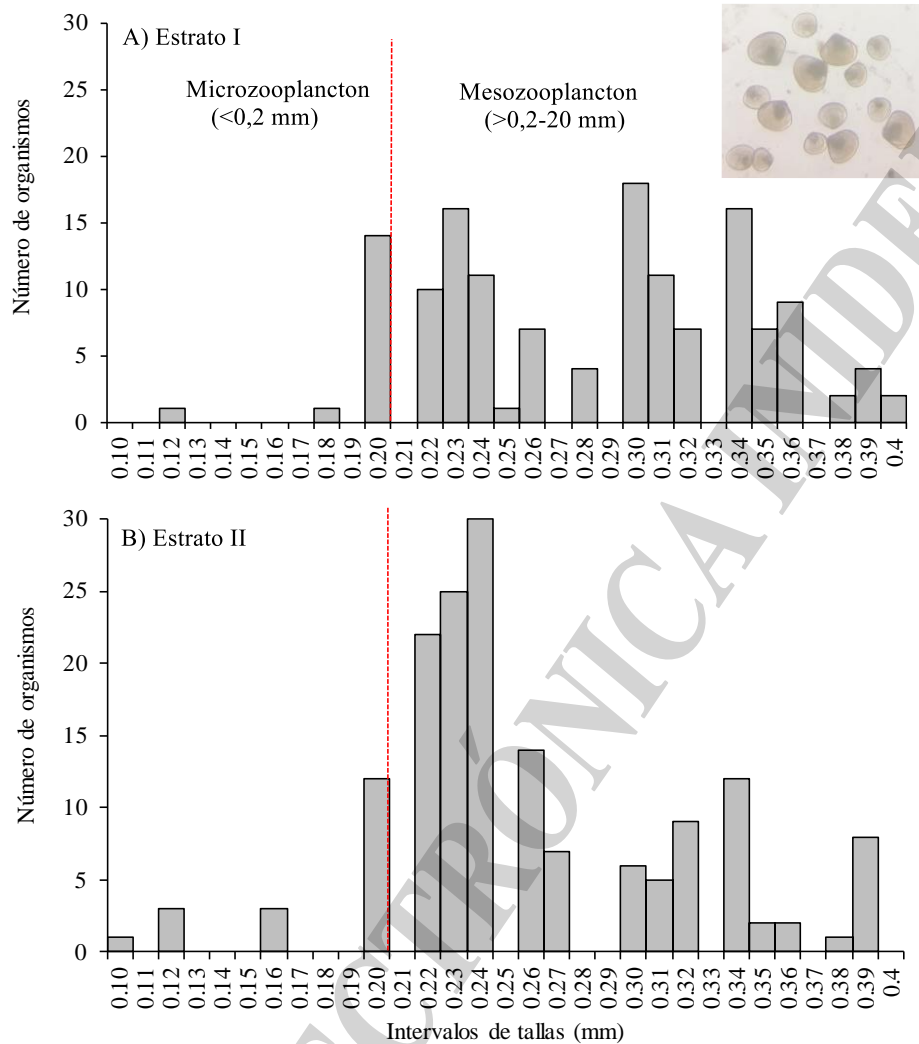 A) Estrato I
Microzooplancton
(<0,2 mm)
Mesozooplancton
(>0,2-20 mm)
Número de organismos
30
25
20
15
10
5
0
0.10 0.11 0.12 0.13 0.14 0.15 0.16 0.17 0.18 0.19 0.20 0.21 0.22 0.23 0.24 0.25 0.26 0.27 0.28 0.29 0.30 0.31 0.32 0.33 0.34 0.35 0.36 0.37 0.38 0.39 0.4
B) Estrato II
Número de organismos
30
25
20
15
10
5
0
0.10 0.11 0.12 0.13 0.14 0.15 0.16 0.17 0.18 0.19 0.20 0.21 0.22 0.23 0.24 0.25 0.26 0.27 0.28 0.29 0.30 0.31 0.32 0.33 0.34 0.35 0.36 0.37 0.38 0.39 0.4
Intervalos de tallas (mm)
ECTRÓNICA INIDE